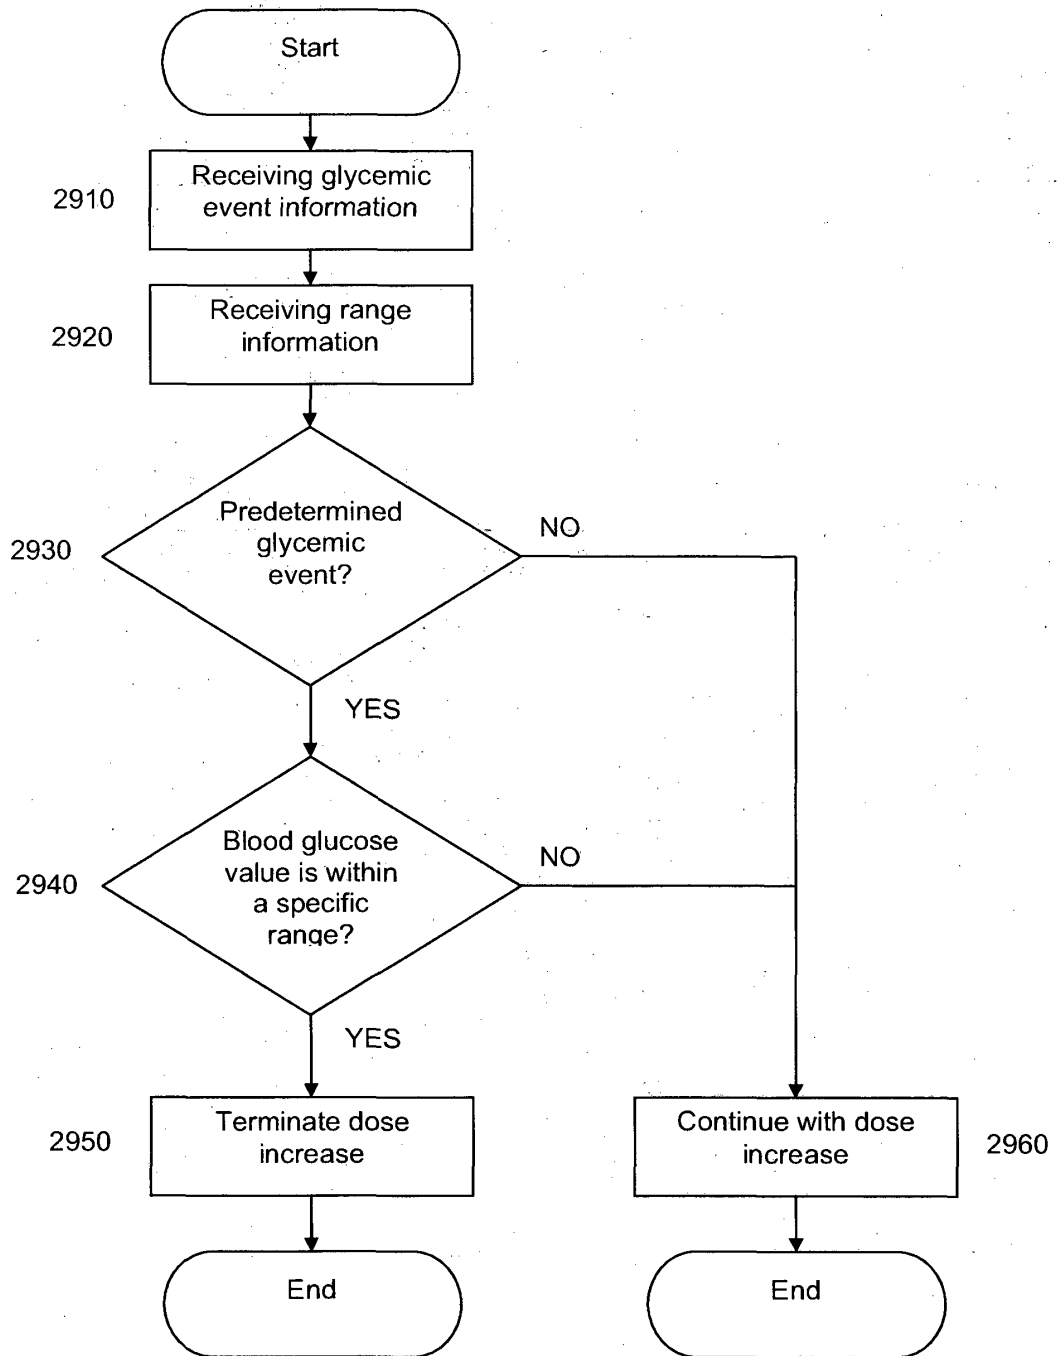 Start
2910
Receiving glycemic
event information
2920
Receiving range
information
2930
Predetermined
glycemic
event?
NO
YES
2940
Blood glucose
value is within
a specific
range?
NO
YES
2950
Terminate dose
increase
Continue with dose
increase
2960
End
End